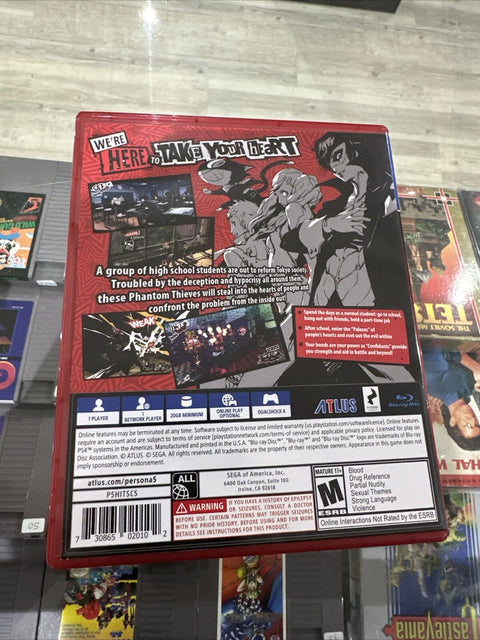 WE'RE
HERE TO TAKE YOUR HEART
A group of high school students are out to reform Tokyo society.
Troubled by the deception and hypocrisy all around them,
these Phantom Thieves will steal into the hearts of people and
confront the problem from the inside out!
WEAK
• Spend the days as a normal student: go to school,
hang out with friends, hold a part-time job
• After school, enter the "Palaces" of
people's hearts and root out the evil within
• Your bonds are your power as "Confidants" provide
you strength and aid to battle and beyond!
1 PLAYER
NETWORK PLAYER
20GB MINIMUM
ONLINE PLAY
OPTIONAL
DUALSHOCK 4
ATLUS
Blu-ray Disc
Online features may be terminated at any time. Software subject to license and limited warranty (us.playstation.com/softwarelicense). Online features
require an account and are subject to terms of service (playstationnetwork.com/terms-of-service) and applicable privacy policy. Licensed for play on
PS4™ systems in the Americas. Manufactured and printed in the U.S.A. "Blu-ray Disc™", "Blu-ray™" and "Blu-ray Disc™" logo are trademarks of Blu-ray
Disc Association. © ATLUS. © SEGA. All rights reserved. All trademarks are the property of their respective owners. Appearance in this game does not
imply sponsorship or endorsement.
atlus.com/persona5
P5HITSCS
7 30865 02010 2
ALL
SEGA of America, Inc.
6400 Oak Canyon, Suite 100
Irvine, CA 92618
WARNING
IF YOU HAVE A HISTORY OF EPILEPSY
OR SEIZURES, CONSULT A DOCTOR
BEFORE USE. CERTAIN PATTERNS MAY TRIGGER SEIZURES
WITH NO PRIOR HISTORY. BEFORE USING AND FOR MORE
DETAILS SEE INSTRUCTIONS FOR THIS PRODUCT.
MATURE 17+
M
ESRB
Blood
Drug Reference
Partial Nudity
Sexual Themes
Strong Language
Violence
Online Interactions Not Rated by the ESRB